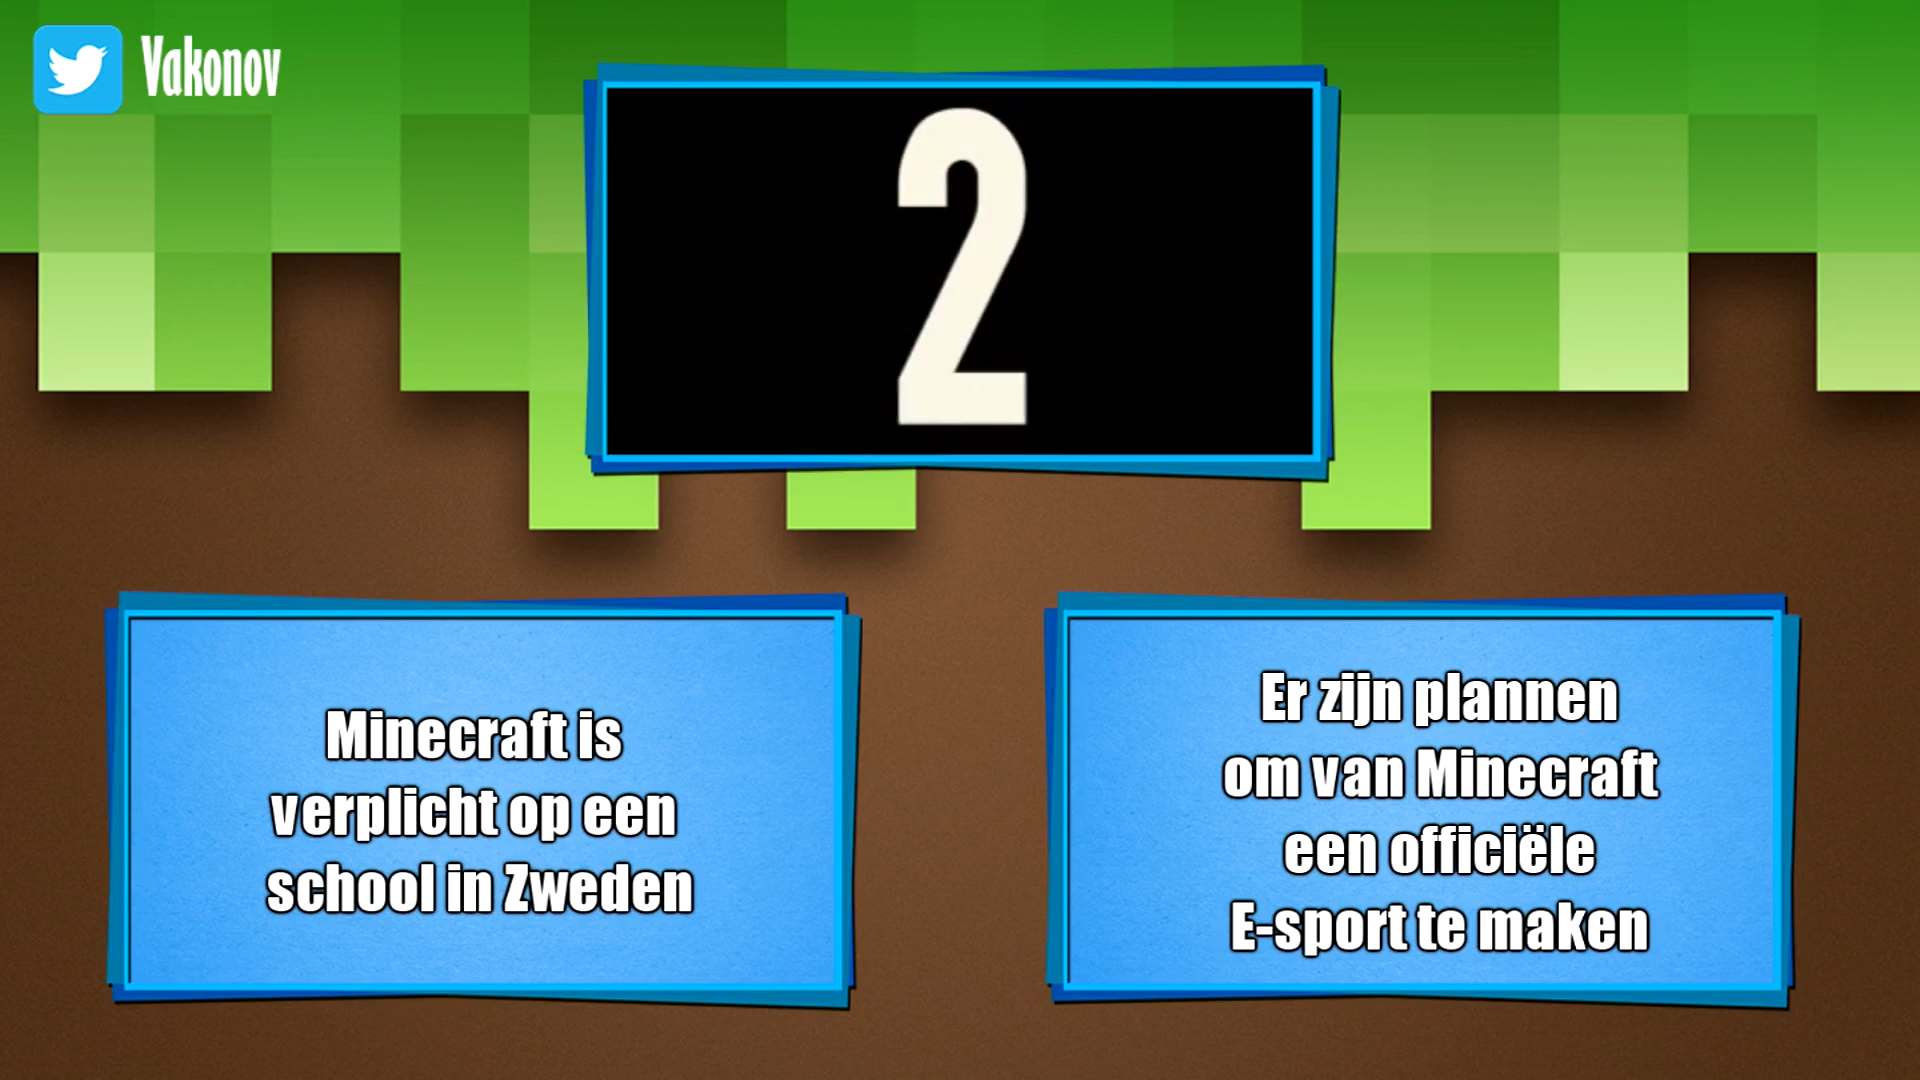 Vakonov
2
Minecraft is
verplicht op een
school in Zweden
Er zijn plannen
om van Minecraft
een officiële
E-sport te maken